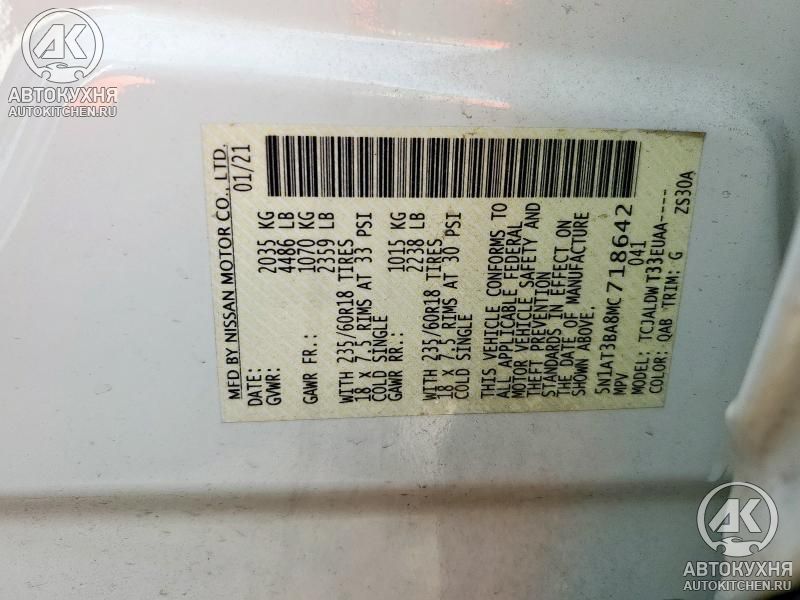 АК
АВТОКУХНЯ
AUTOKITCHEN.RU
MFD BY NISSAN MOTOR CO., LTD.
DATE: 01/21
GVWR: 2035 KG
4486 LB
GAWR FR.: 1070 KG
2359 LB
WITH 235/60R18 TIRES
18 X 7.5 RIMS AT 33 PSI
COLD SINGLE
GAWR RR.: 1015 KG
2238 LB
WITH 235/60R18 TIRES
18 X 7.5 RIMS AT 30 PSI
COLD SINGLE
THIS VEHICLE CONFORMS TO
ALL APPLICABLE FEDERAL
MOTOR VEHICLE SAFETY AND
THEFT PREVENTION
STANDARDS IN EFFECT ON
THE DATE OF MANUFACTURE
SHOWN ABOVE.
5N1AT3BA8MC718642
MPV 041
MODEL: TCJALDWT33EUAA----
COLOR: QAB TRIM: G ZS30A
АК
АВТОКУХНЯ
AUTOKITCHEN.RU